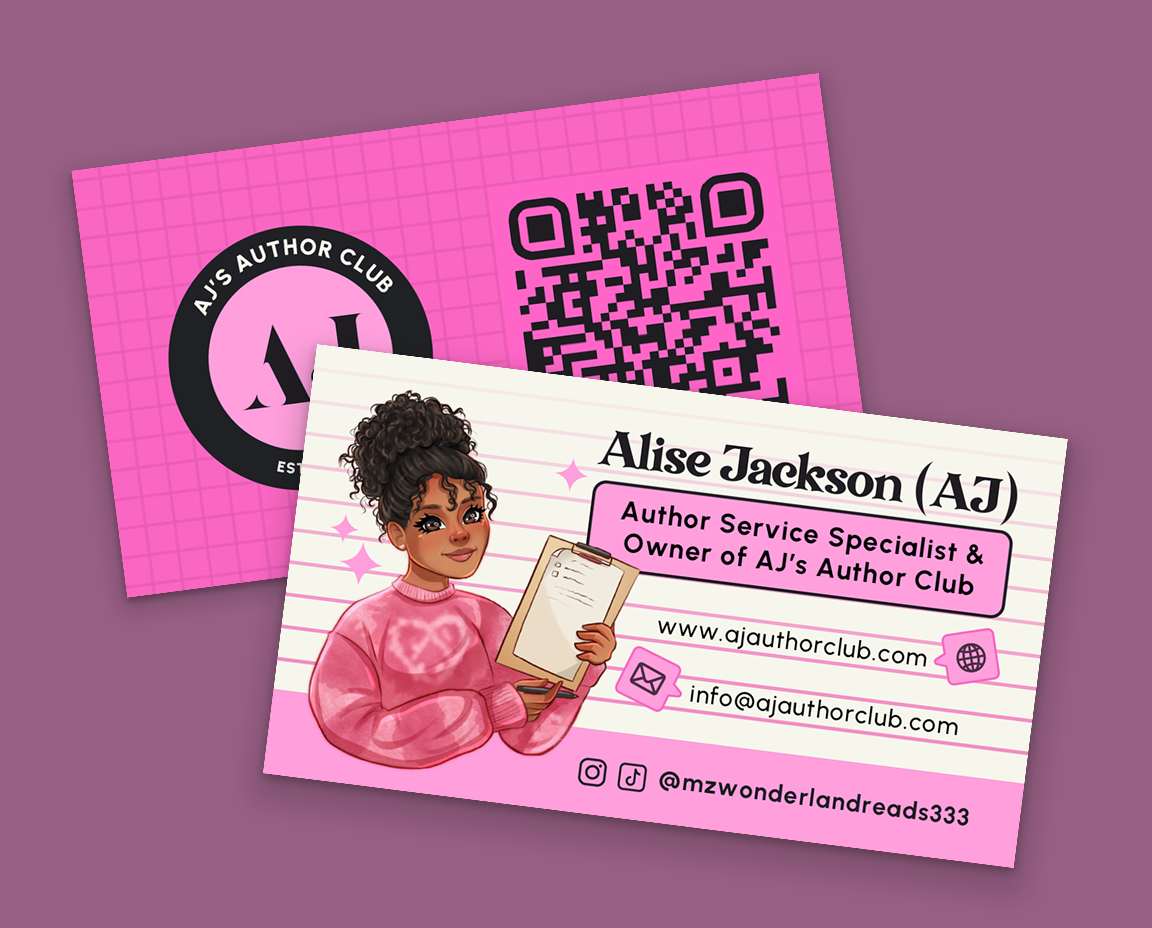 AJ'S AUTHOR CLUB
AJ
EST
Alise Jackson (AJ)
Author Service Specialist &
Owner of AJ's Author Club
www.ajauthorclub.com
info@ajauthorclub.com
@mzwonderlandreads333